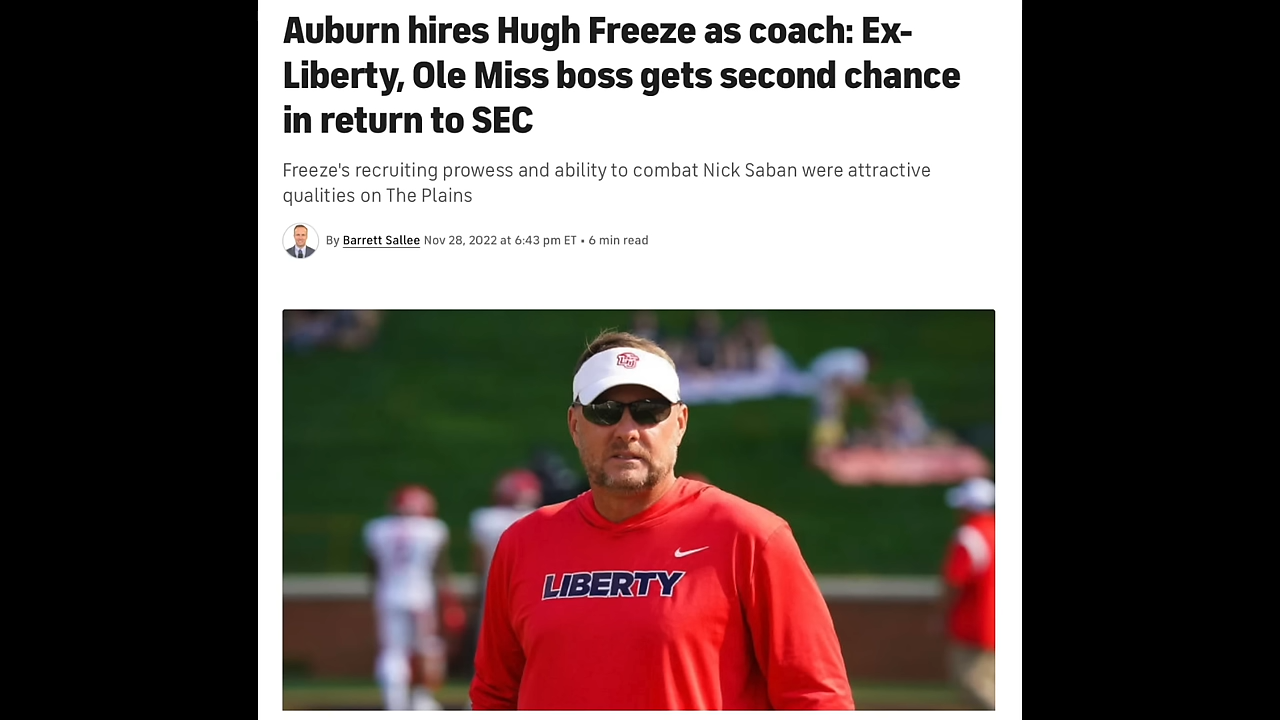 Auburn hires Hugh Freeze as coach: Ex-
Liberty, Ole Miss boss gets second chance
in return to SEC
Freeze's recruiting prowess and ability to combat Nick Saban were attractive
qualities on The Plains
By Barrett Sallee Nov 28, 2022 at 6:43 pm ET • 6 min read
LU
LIBERTY